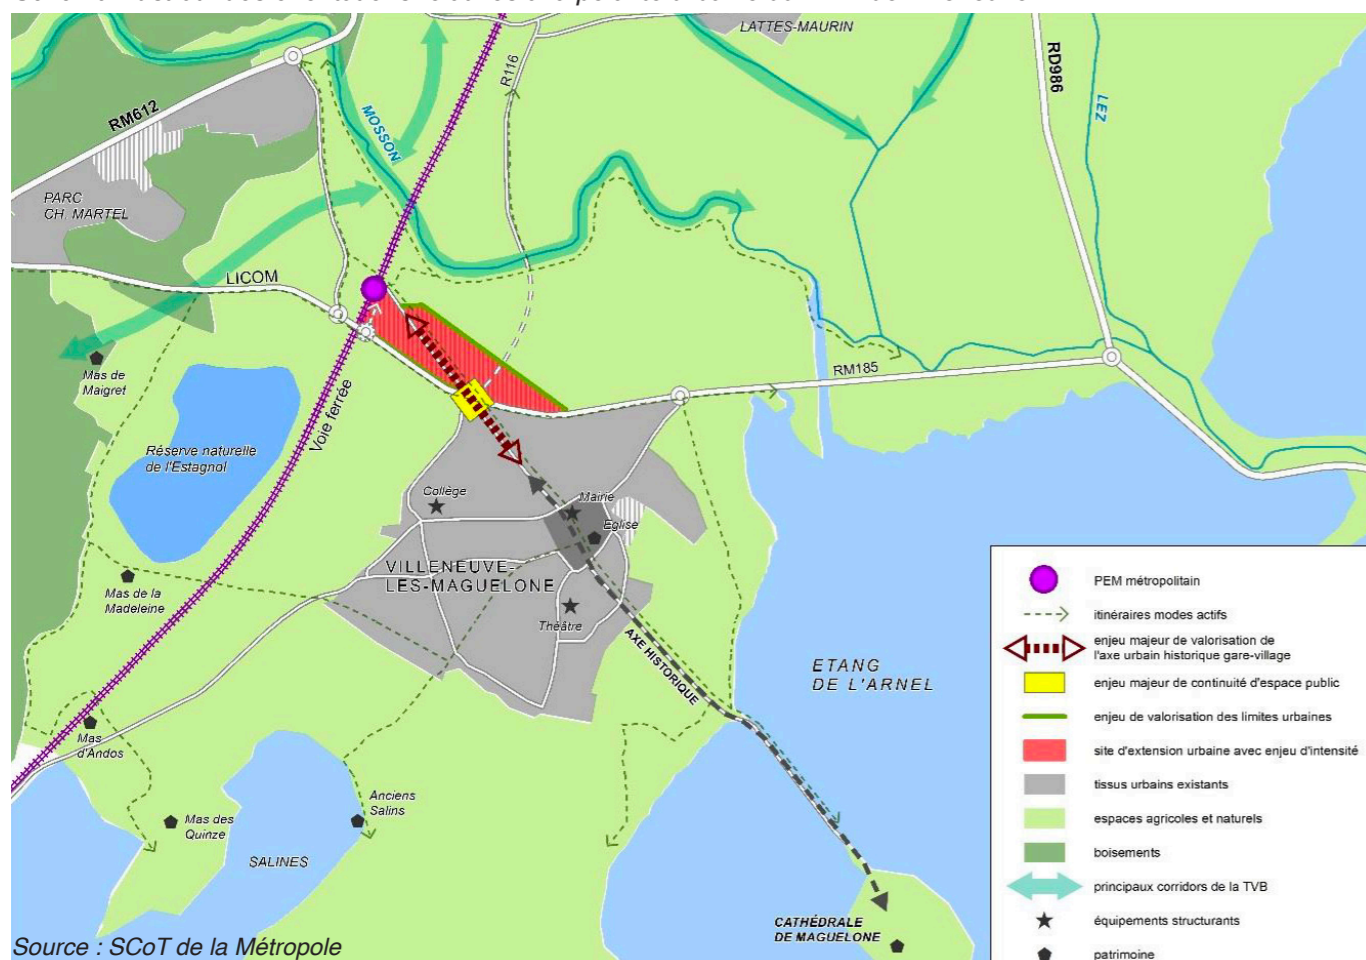 LATTES-MAURIN
RM612
MOSSON
R116
RD986
LEZ
PARC
CH. MARTEL
LICOM
Mas de
Maigret
Voie ferrée
RM185
Réserve naturelle
de l'Estagnol
Collège
Mairie
Eglise
VILLENEUVE-
LES-MAGUELONE
Mas de la
Madeleine
Théâtre
AXE HISTORIQUE
ETANG
DE L'ARNEL
Mas
d'Andos
Mas des
Quinze
Anciens
Salins
SALINES
CATHÉDRALE
DE MAGUELONE
PEM métropolitain
itinéraires modes actifs
enjeu majeur de valorisation de
l'axe urbain historique gare-village
enjeu majeur de continuité d'espace public
enjeu de valorisation des limites urbaines
site d'extension urbaine avec enjeu d'intensité
tissus urbains existants
espaces agricoles et naturels
boisements
principaux corridors de la TVB
équipements structurants
patrimoine
Source : SCoT de la Métropole